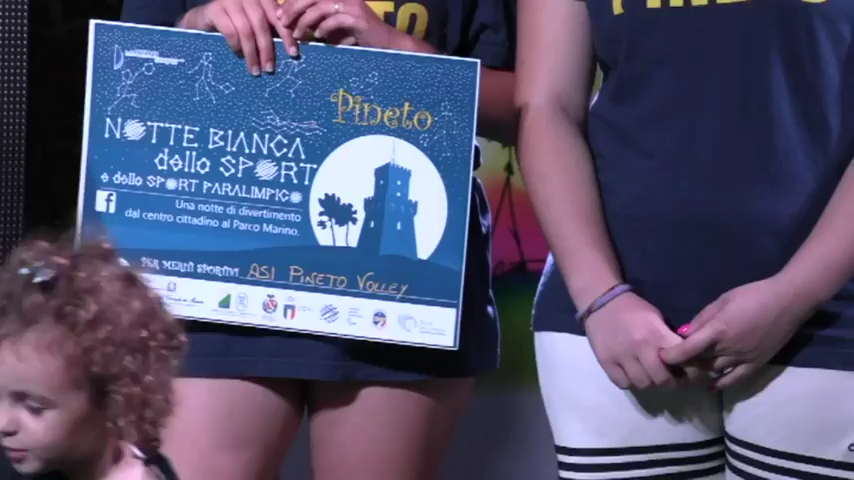 PINETO
Pineto
NOTTE BIANCA
dello SPORT
e dello SPORT PARALIMPICO
f
Una notte di divertimento
dal centro cittadino al Parco Marino.
PER MERITI SPORTIVI ASI PINETO VOLLEY